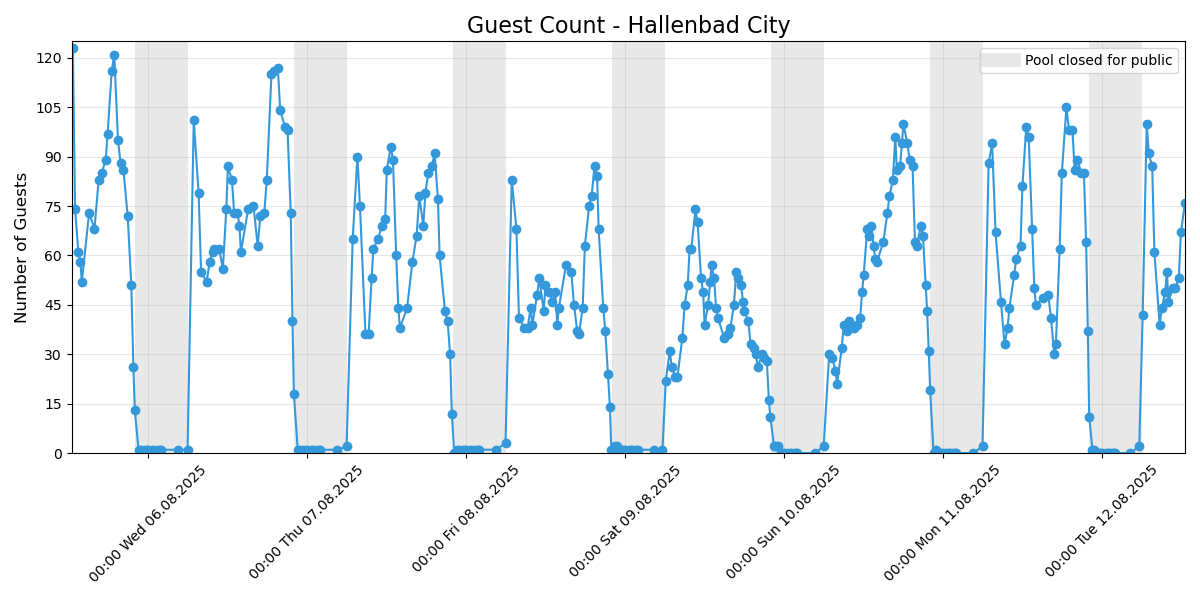 Guest Count - Hallenbad City
Pool closed for public
Number of Guests
120
105
90
75
60
45
30
15
0
00:00 Wed 06.08.2025
00:00 Thu 07.08.2025
00:00 Fri 08.08.2025
00:00 Sat 09.08.2025
00:00 Sun 10.08.2025
00:00 Mon 11.08.2025
00:00 Tue 12.08.2025